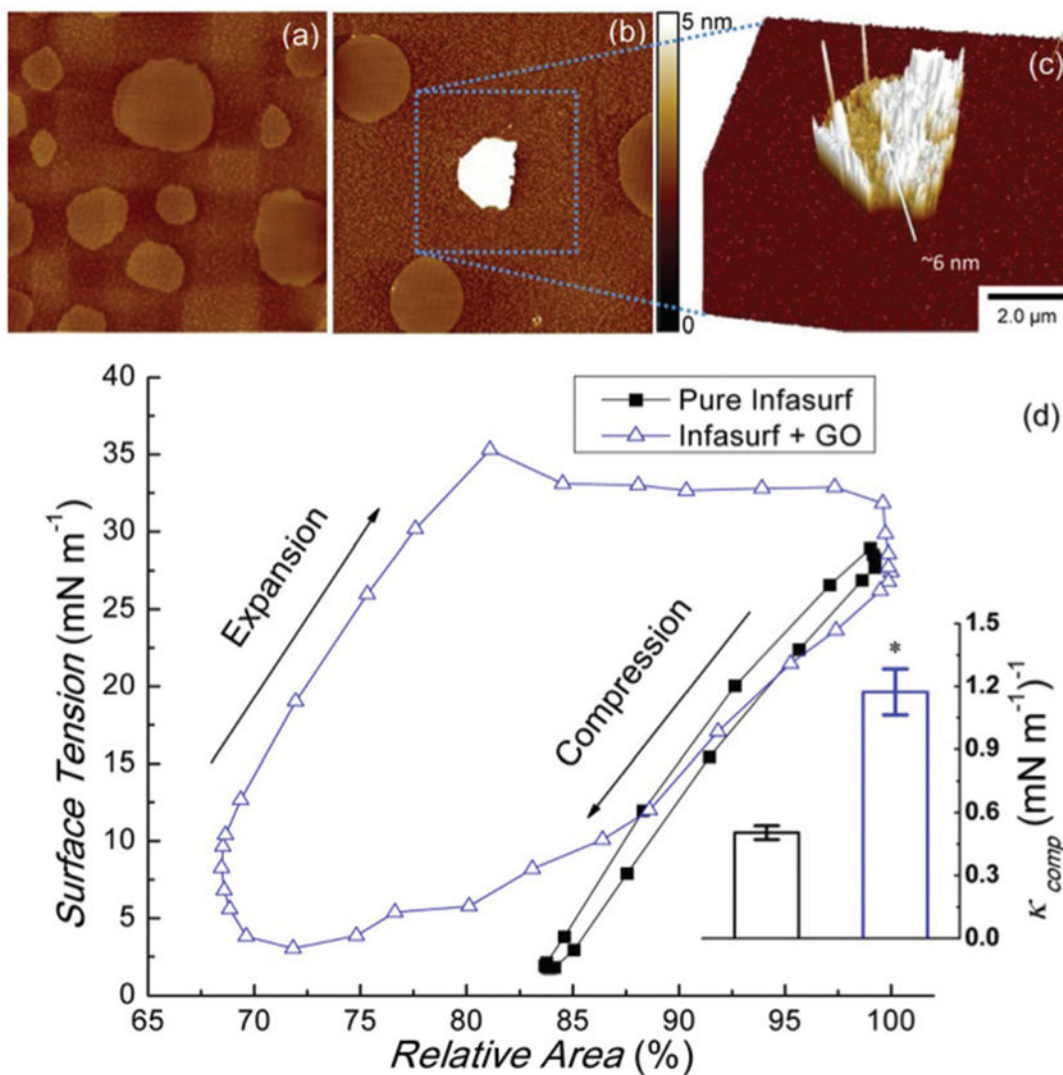 (a)
(b)
5 nm
0
(c)
~6 nm
2.0 µm
(d)
Pure Infasurf
Infasurf + GO
Expansion
Compression
*
Surface Tension (mN m⁻¹)
40
35
30
25
20
15
10
5
0
65 70 75 80 85 90 95 100
Relative Area (%)
1.5
1.2
0.9
0.6
0.3
0.0
κ comp (mN m⁻¹)⁻¹